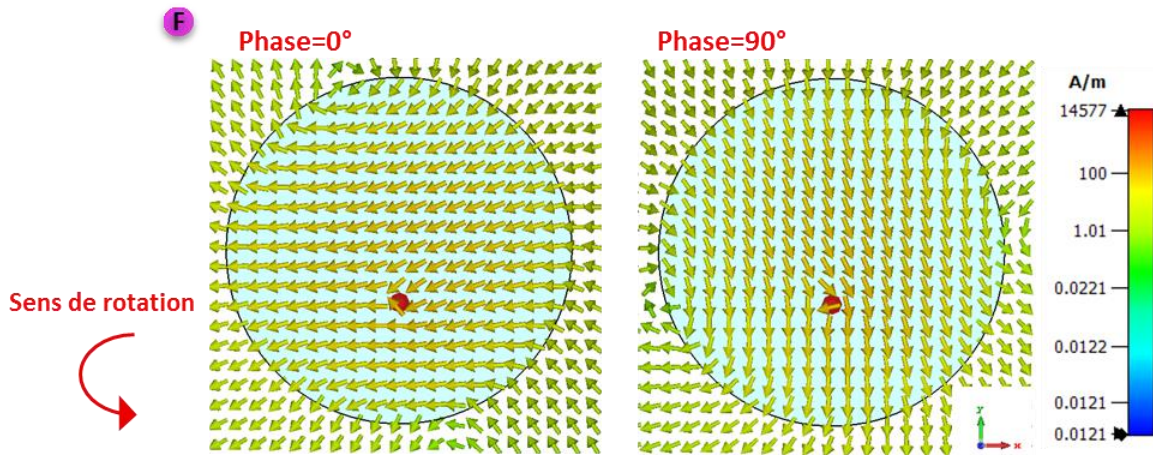 F
Phase=0°
Phase=90°
Sens de rotation
A/m
14577
100
1.01
0.0221
0.0122
0.0121
0.0121
y
x